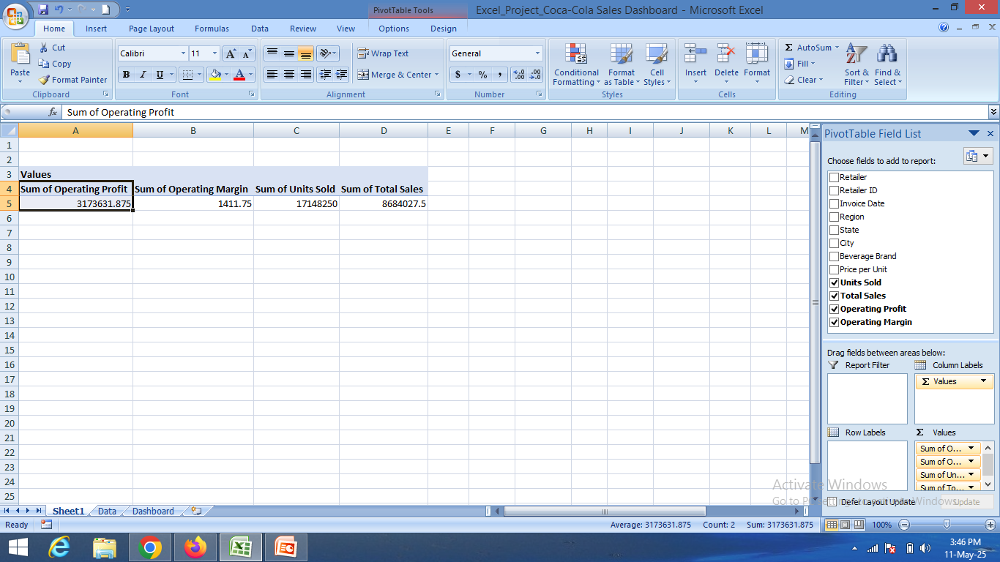 PivotTable Tools
Excel_Project_Coca-Cola Sales Dashboard - Microsoft Excel
Home Insert Page Layout Formulas Data Review View Options Design
Paste
Cut
Copy
Format Painter
Clipboard
Calibri 11
B I U
Font
Wrap Text
Merge & Center
Alignment
General
$ % ,
Number
Conditional Formatting
Format as Table
Cell Styles
Styles
Insert Delete Format
Cells
Σ AutoSum
Fill
Clear
Sort & Filter
Find & Select
Editing
fx Sum of Operating Profit
A B C D E F G H I J K L M
1
2
3 Values
4 Sum of Operating Profit Sum of Operating Margin Sum of Units Sold Sum of Total Sales
5 3173631.875 1411.75 17148250 8684027.5
6
7
8
9
10
11
12
13
14
15
16
17
18
19
20
21
22
23
24
25
PivotTable Field List
Choose fields to add to report:
Retailer
Retailer ID
Invoice Date
Region
State
City
Beverage Brand
Price per Unit
Units Sold
Total Sales
Operating Profit
Operating Margin
Drag fields between areas below:
Report Filter
Column Labels
Σ Values
Row Labels
Σ Values
Sum of O...
Sum of O...
Sum of Un...
Sum of To...
Defer Layout Update
Update
Activate Windows
Sheet1 Data Dashboard
Ready
Average: 3173631.875 Count: 2 Sum: 3173631.875
100%
3:46 PM
11-May-25